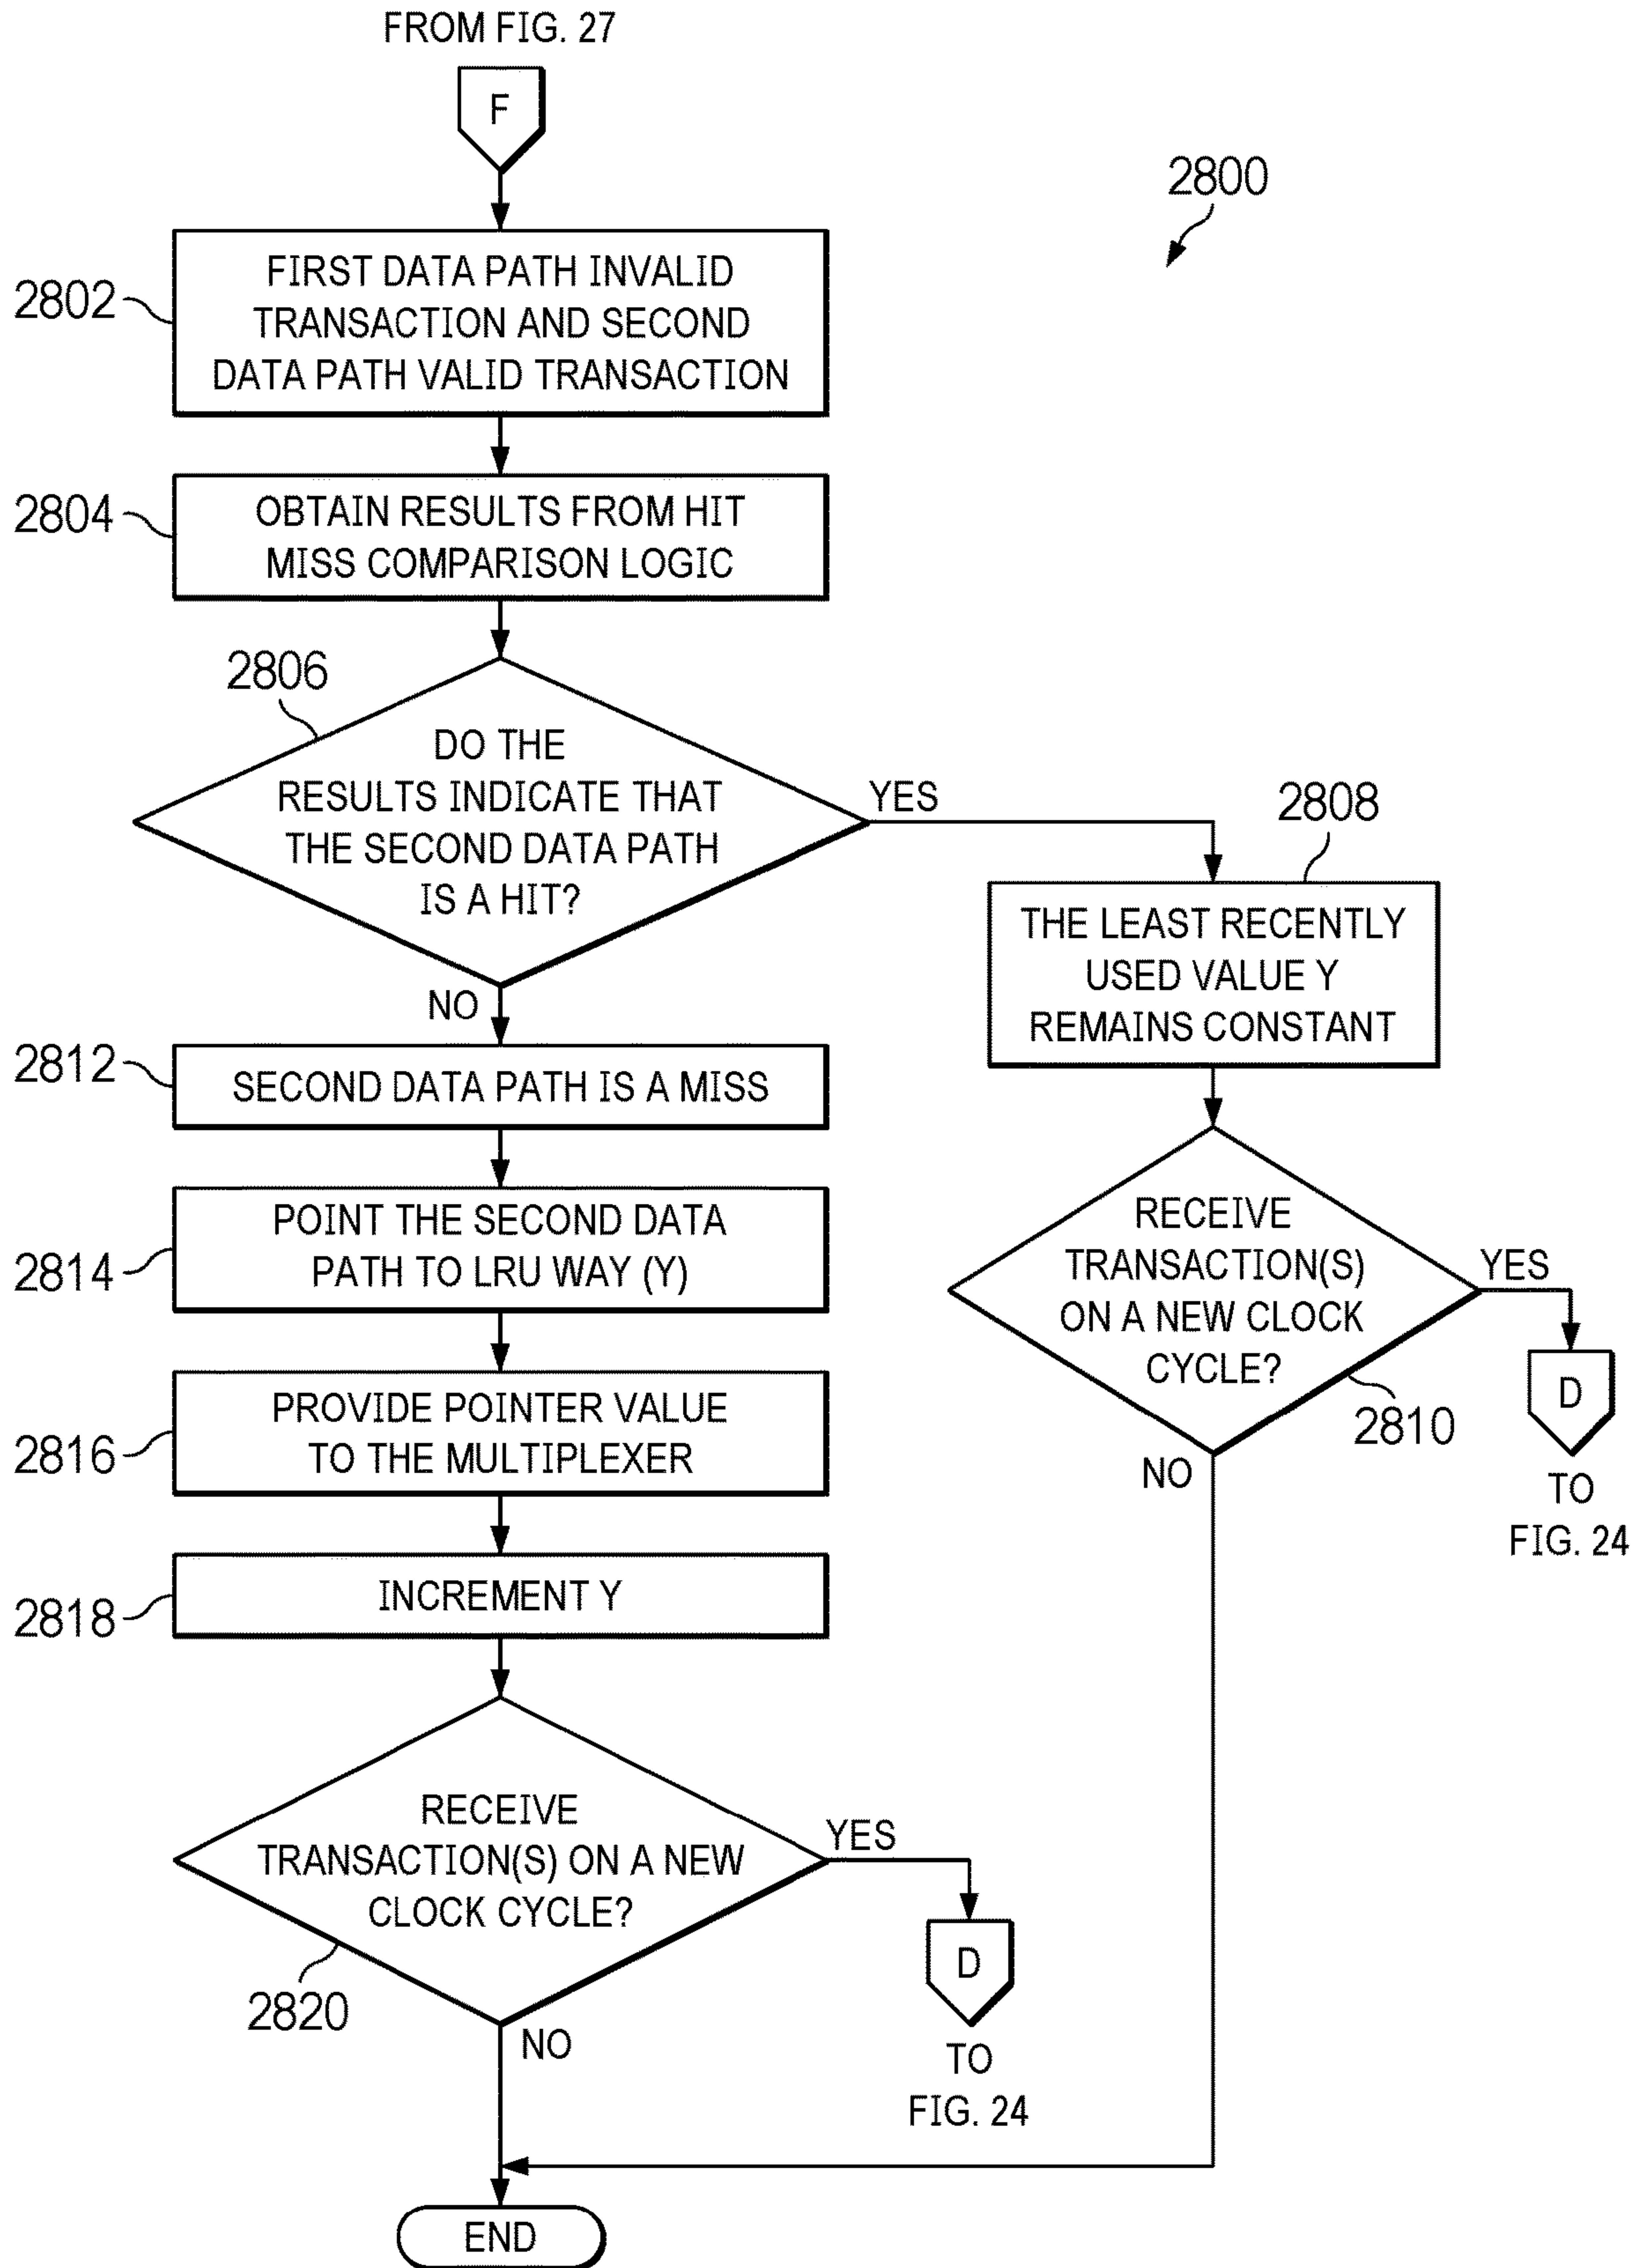 FROM FIG. 27
F
2800
2802
FIRST DATA PATH INVALID
TRANSACTION AND SECOND
DATA PATH VALID TRANSACTION
2804
OBTAIN RESULTS FROM HIT
MISS COMPARISON LOGIC
2806
DO THE
RESULTS INDICATE THAT
THE SECOND DATA PATH
IS A HIT?
YES
NO
2808
THE LEAST RECENTLY
USED VALUE Y
REMAINS CONSTANT
RECEIVE
TRANSACTION(S)
ON A NEW CLOCK
CYCLE?
2810
YES
D
TO
FIG. 24
NO
2812
SECOND DATA PATH IS A MISS
2814
POINT THE SECOND DATA
PATH TO LRU WAY (Y)
2816
PROVIDE POINTER VALUE
TO THE MULTIPLEXER
2818
INCREMENT Y
RECEIVE
TRANSACTION(S) ON A NEW
CLOCK CYCLE?
2820
YES
D
TO
FIG. 24
NO
END